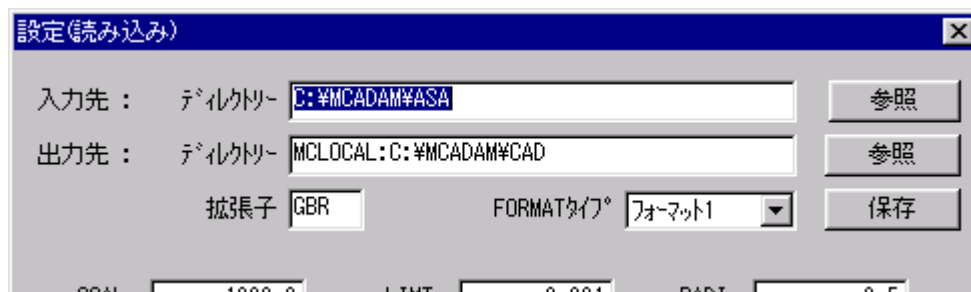 設定(読み込み)
入力先： ﾃﾞｨﾚｸﾄﾘｰ C:¥MCADAM¥ASA 参照
出力先： ﾃﾞｨﾚｸﾄﾘｰ MCLOCAL:C:¥MCADAM¥CAD 参照
拡張子 GBR FORMATﾀｲﾌﾟ ﾌｫｰﾏｯﾄ1 保存